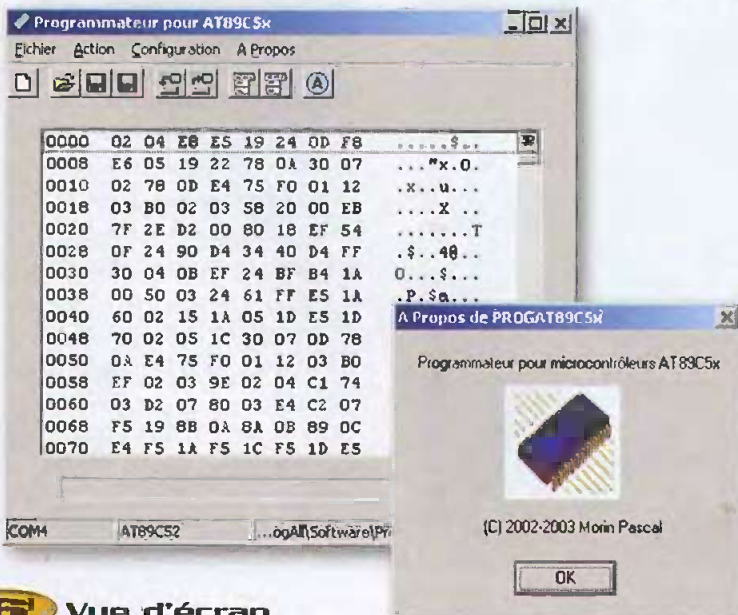 Programmateur pour AT89C5x
Fichier Action Configuration A Propos
0000 02 04 E8 E5 19 24 0D F8 .....$..
0008 E6 05 19 22 78 0A 30 07 ..."x.0.
0010 02 78 0D E4 75 F0 01 12 .x..u...
0018 03 B0 02 03 58 20 00 EB ....X ..
0020 7F 2E D2 00 80 18 EF 54 .......T
0028 0F 24 90 D4 34 40 D4 FF .$..4@..
0030 30 04 0B EF 24 BF B4 1A 0...$...
0038 00 50 03 24 61 FF E5 1A .P.$a...
0040 60 02 15 1A 05 1D E5 1D
0048 70 02 05 1C 30 07 0D 78
0050 0A E4 75 F0 01 12 03 B0
0058 EF 02 03 9E 02 04 C1 74
0060 03 D2 07 80 03 E4 C2 07
0068 F5 19 8B 0A 8A 0B 89 0C
0070 E4 F5 1A F5 1C F5 1D E5
COM4 AT89C52 ...ogAll\Software\Pr
A Propos de PROGAT89C5x
Programmateur pour microcontrôleurs AT89C5x
(C) 2002-2003 Morin Pascal
OK
Vue d'écran